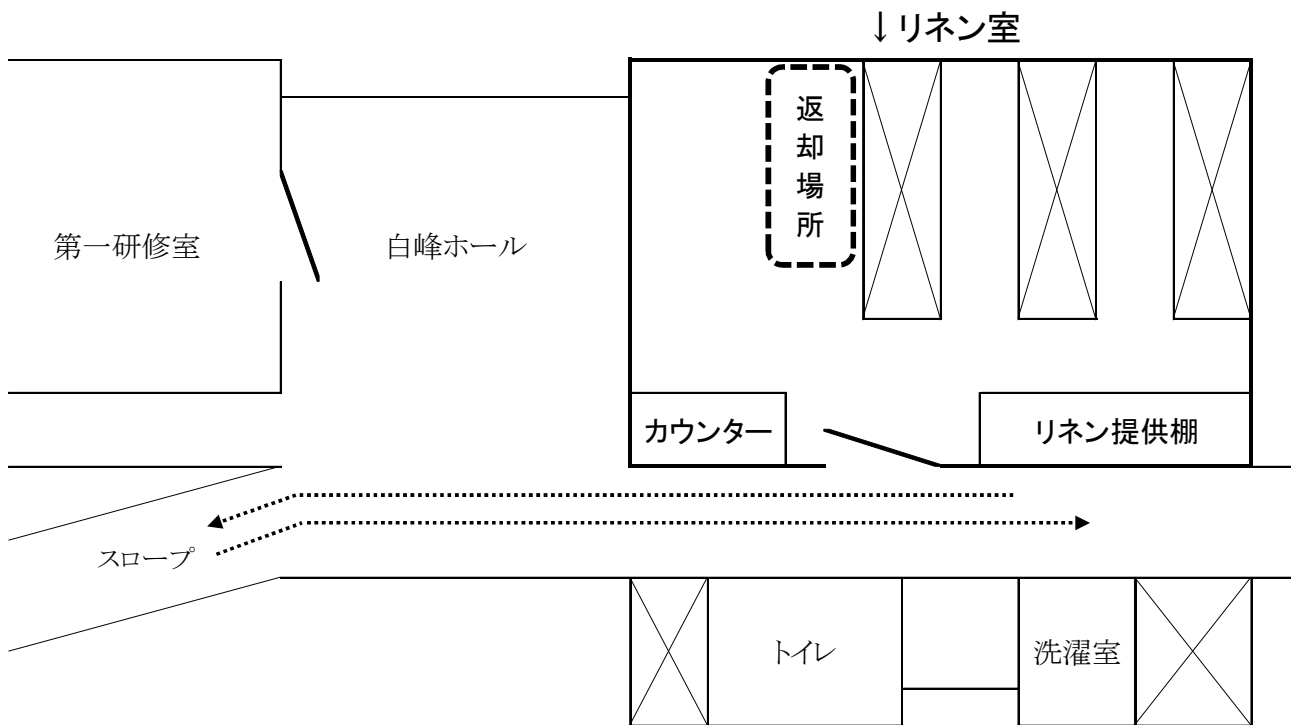 ↓リネン室
返却場所
第一研修室
白峰ホール
カウンター
リネン提供棚
スロープ
トイレ
洗濯室